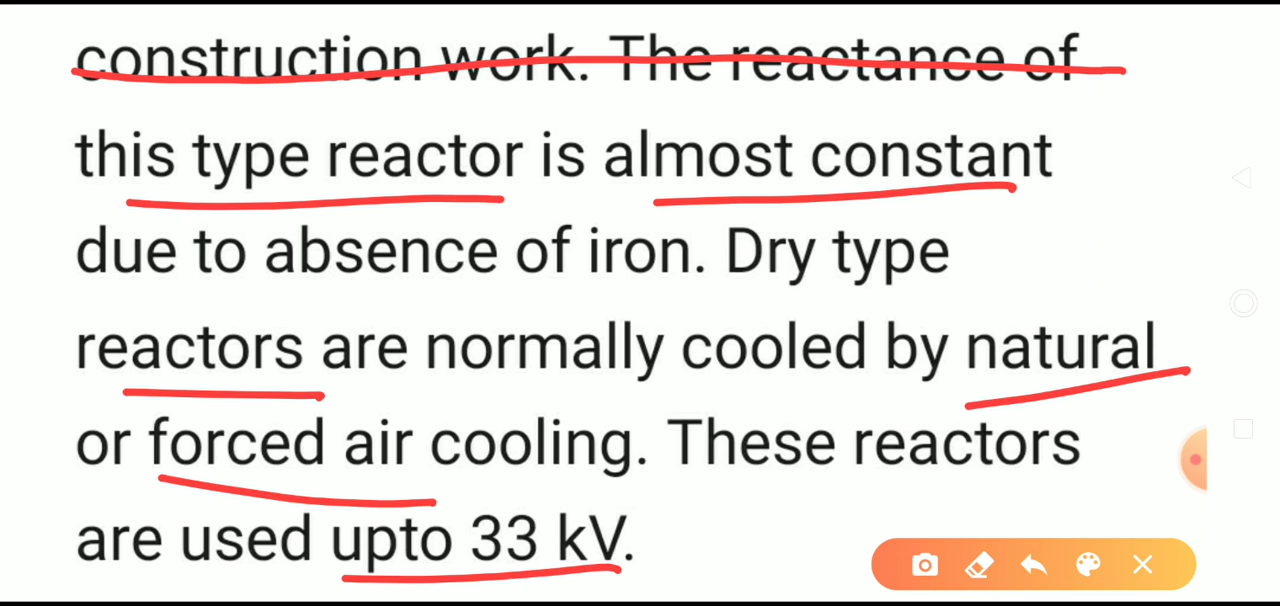 construction work. The reactance of
this type reactor is almost constant
due to absence of iron. Dry type
reactors are normally cooled by natural
or forced air cooling. These reactors
are used upto 33 kV.